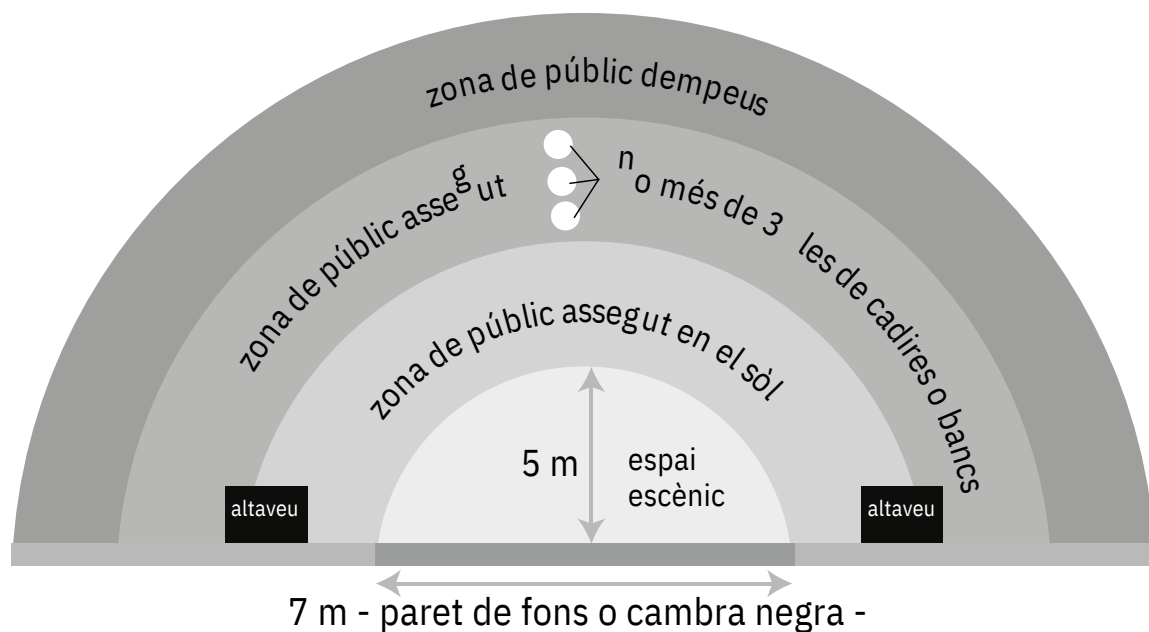 zona de públic dempeus
zona de públic assegut
no més de 3 les de cadires o bancs
zona de públic assegut en el sòl
5 m
espai
escènic
altaveu
altaveu
7 m - paret de fons o cambra negra -